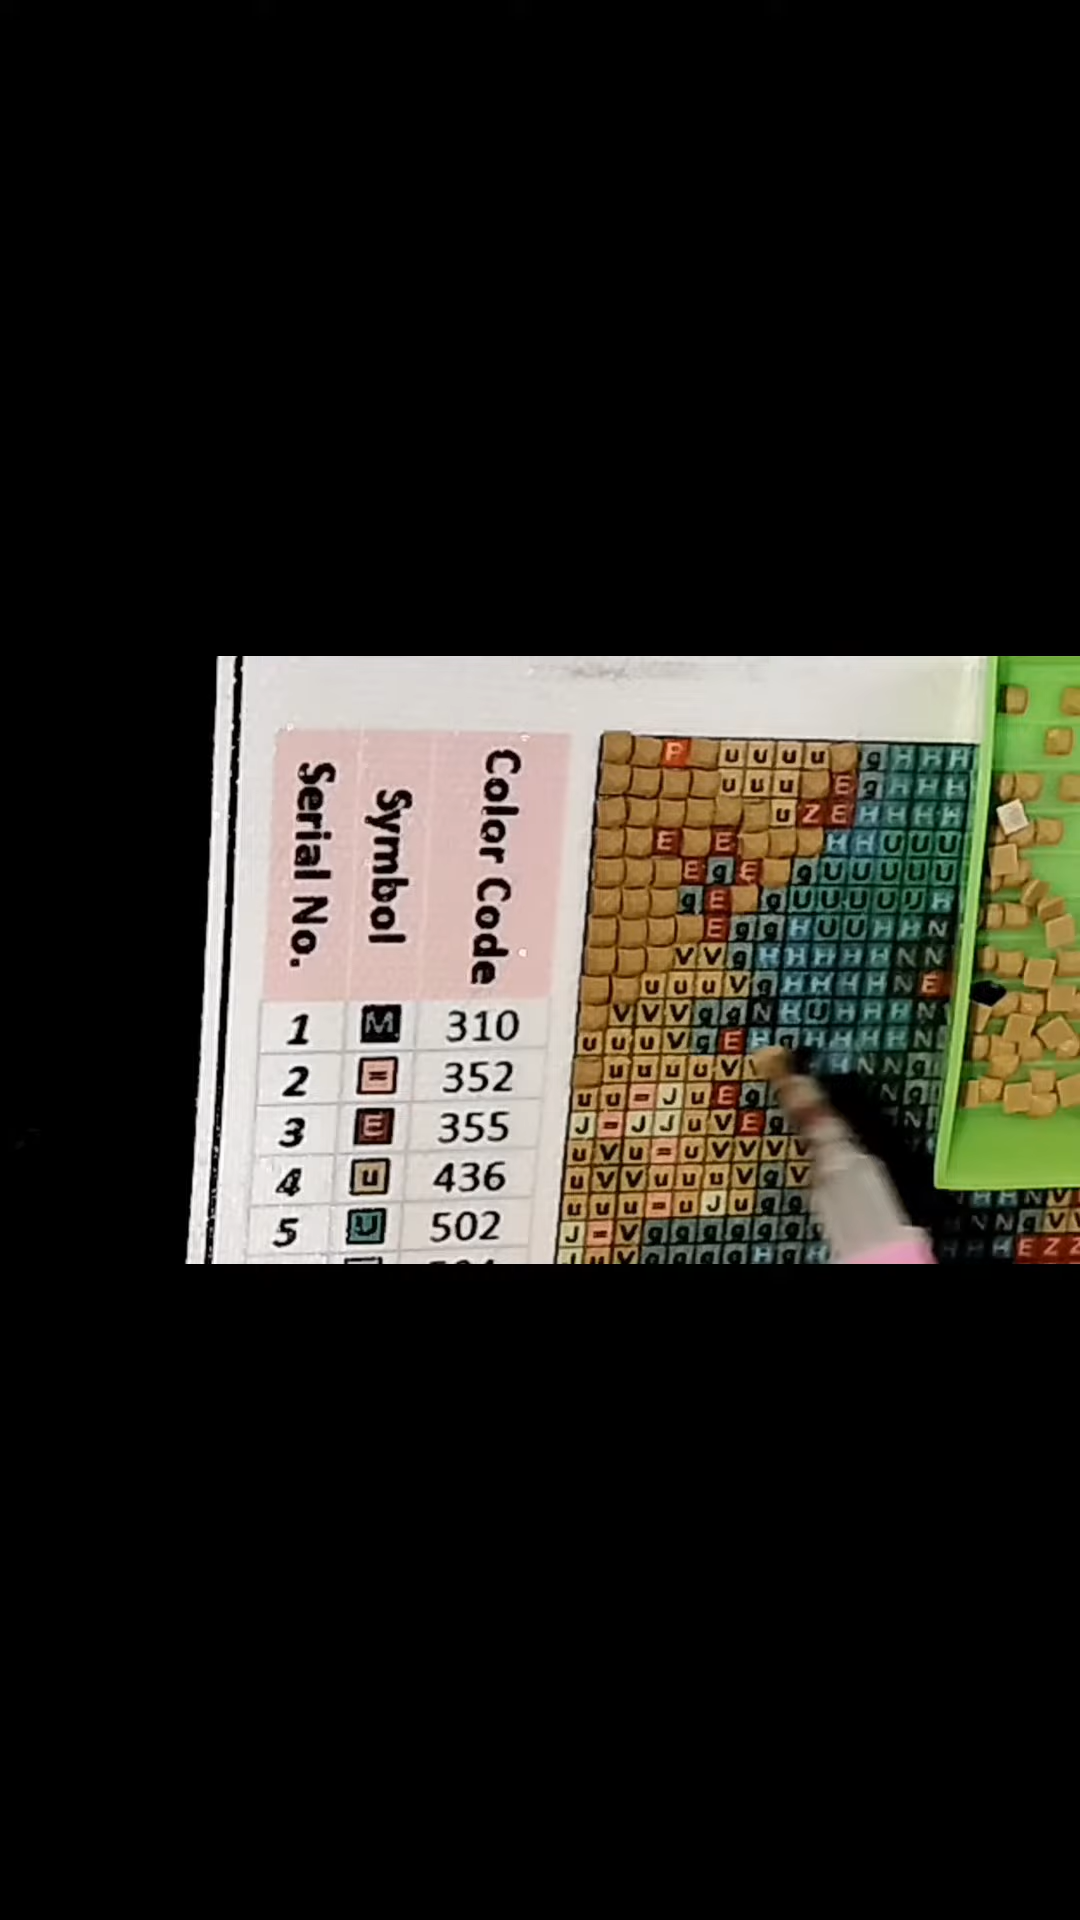 Serial No. Symbol Color Code
1 M 310
2 = 352
3 E 355
4 u 436
5 U 502
P u u u u g H H H
u u u E g H H H
u Z E H H H H
E E H H U U U
E g E g U U U U U
g E g U U U U U H
E g g H U U H H N
V V g H H H H H N N
u u u V g H H H H N E
V V V g g N H U H H H N
u u u V g E H g H H H H N
u u u u V
N N g
u u = J u E g
N g
J = J J u V E g
N
u V u = u V V V V
u V V u u u V g V
u u u = u J u g g
H H N V
J = V g g g g g g
N N g V V
H H E Z Z